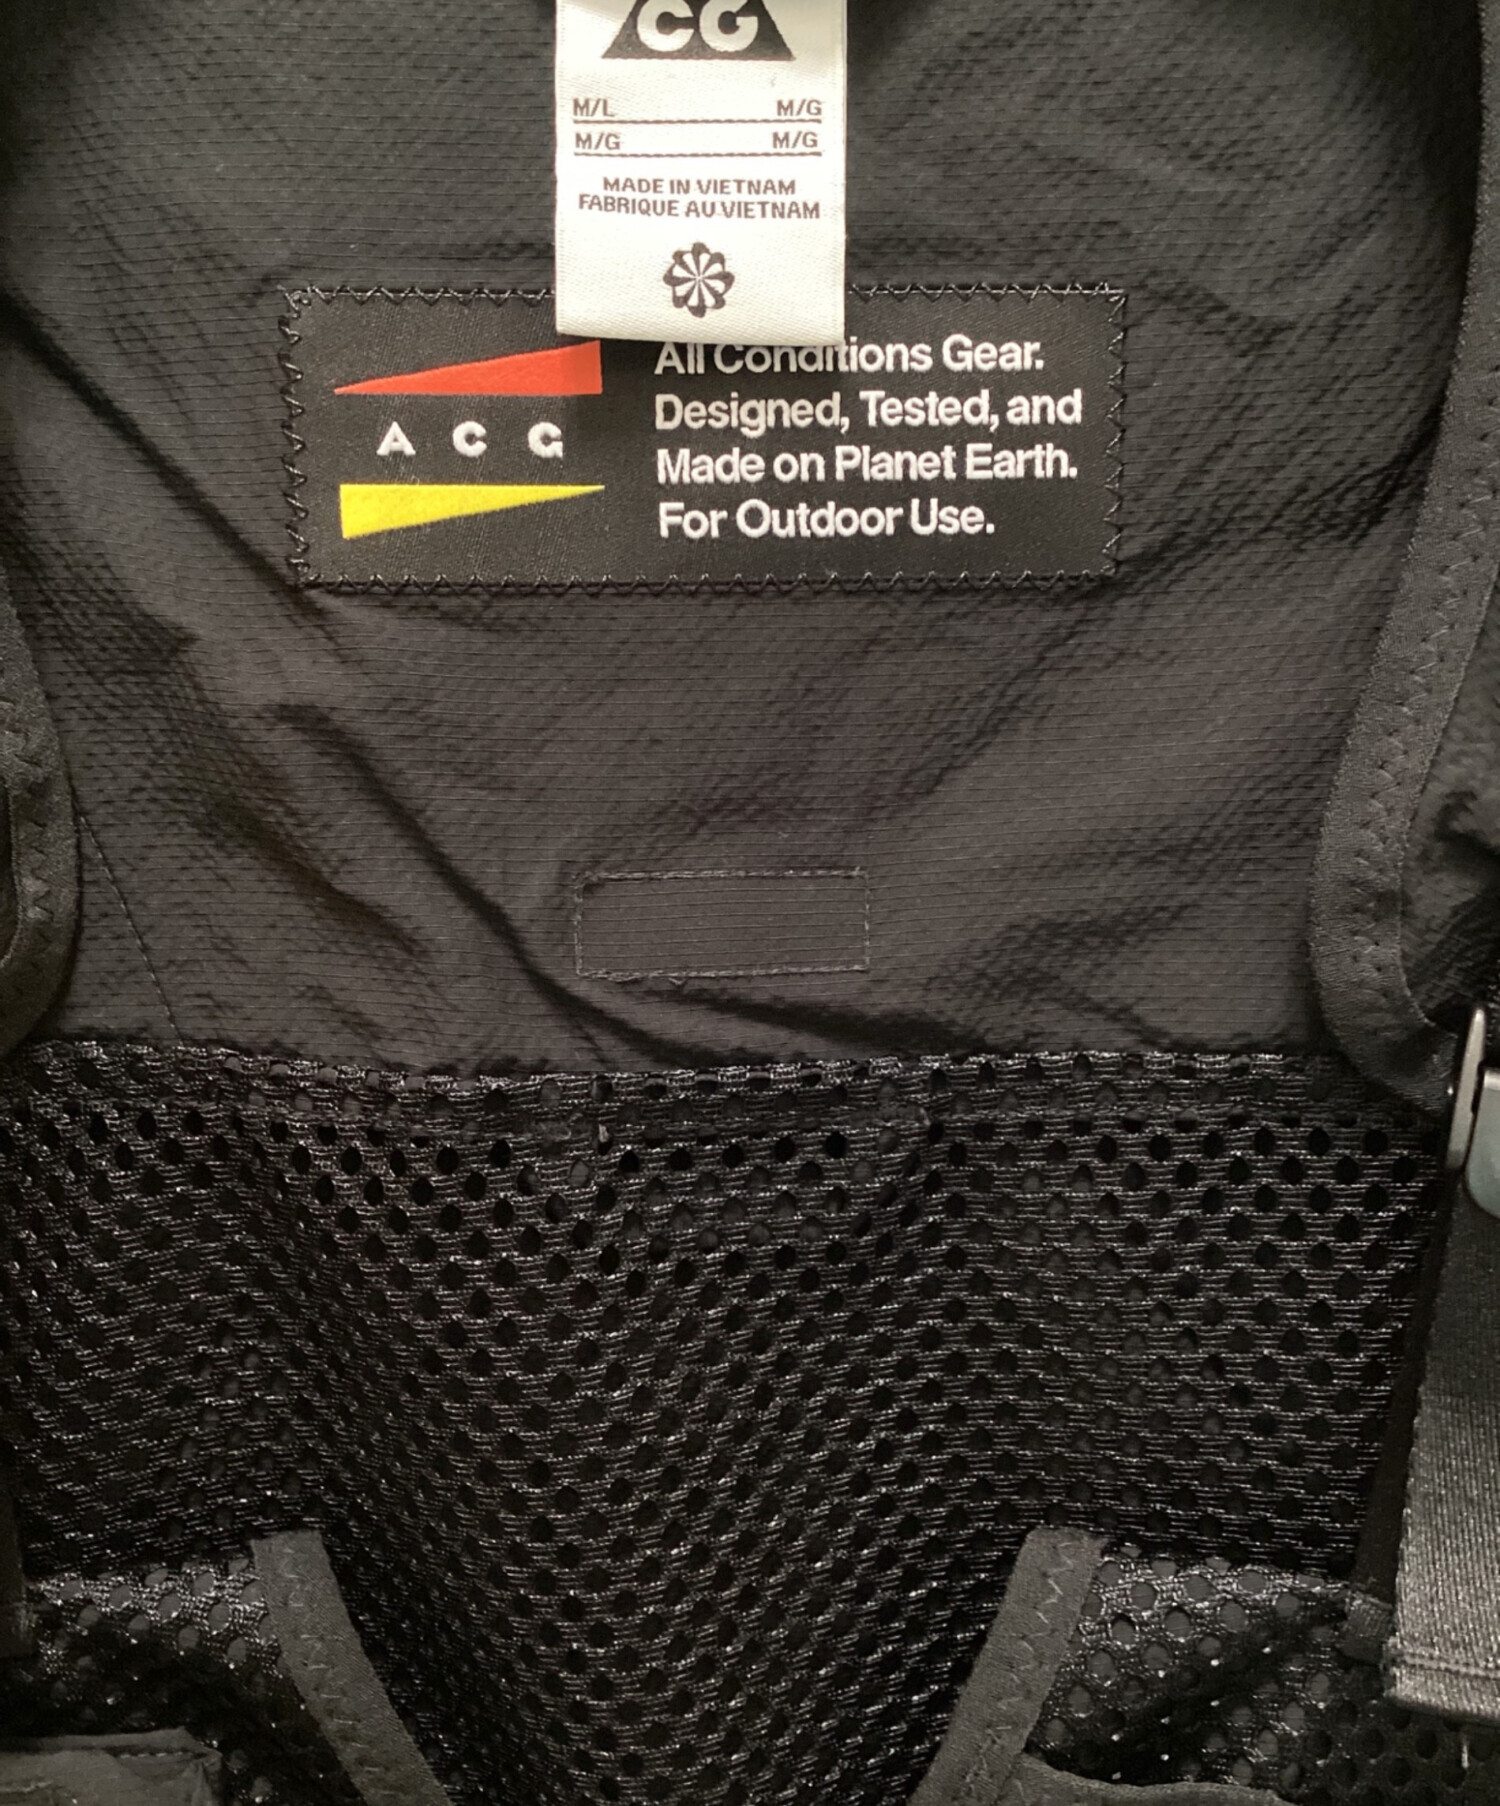 CG
M/L M/G
M/G M/G
MADE IN VIETNAM
FABRIQUE AU VIETNAM
A C G
All Conditions Gear.
Designed, Tested, and
Made on Planet Earth.
For Outdoor Use.